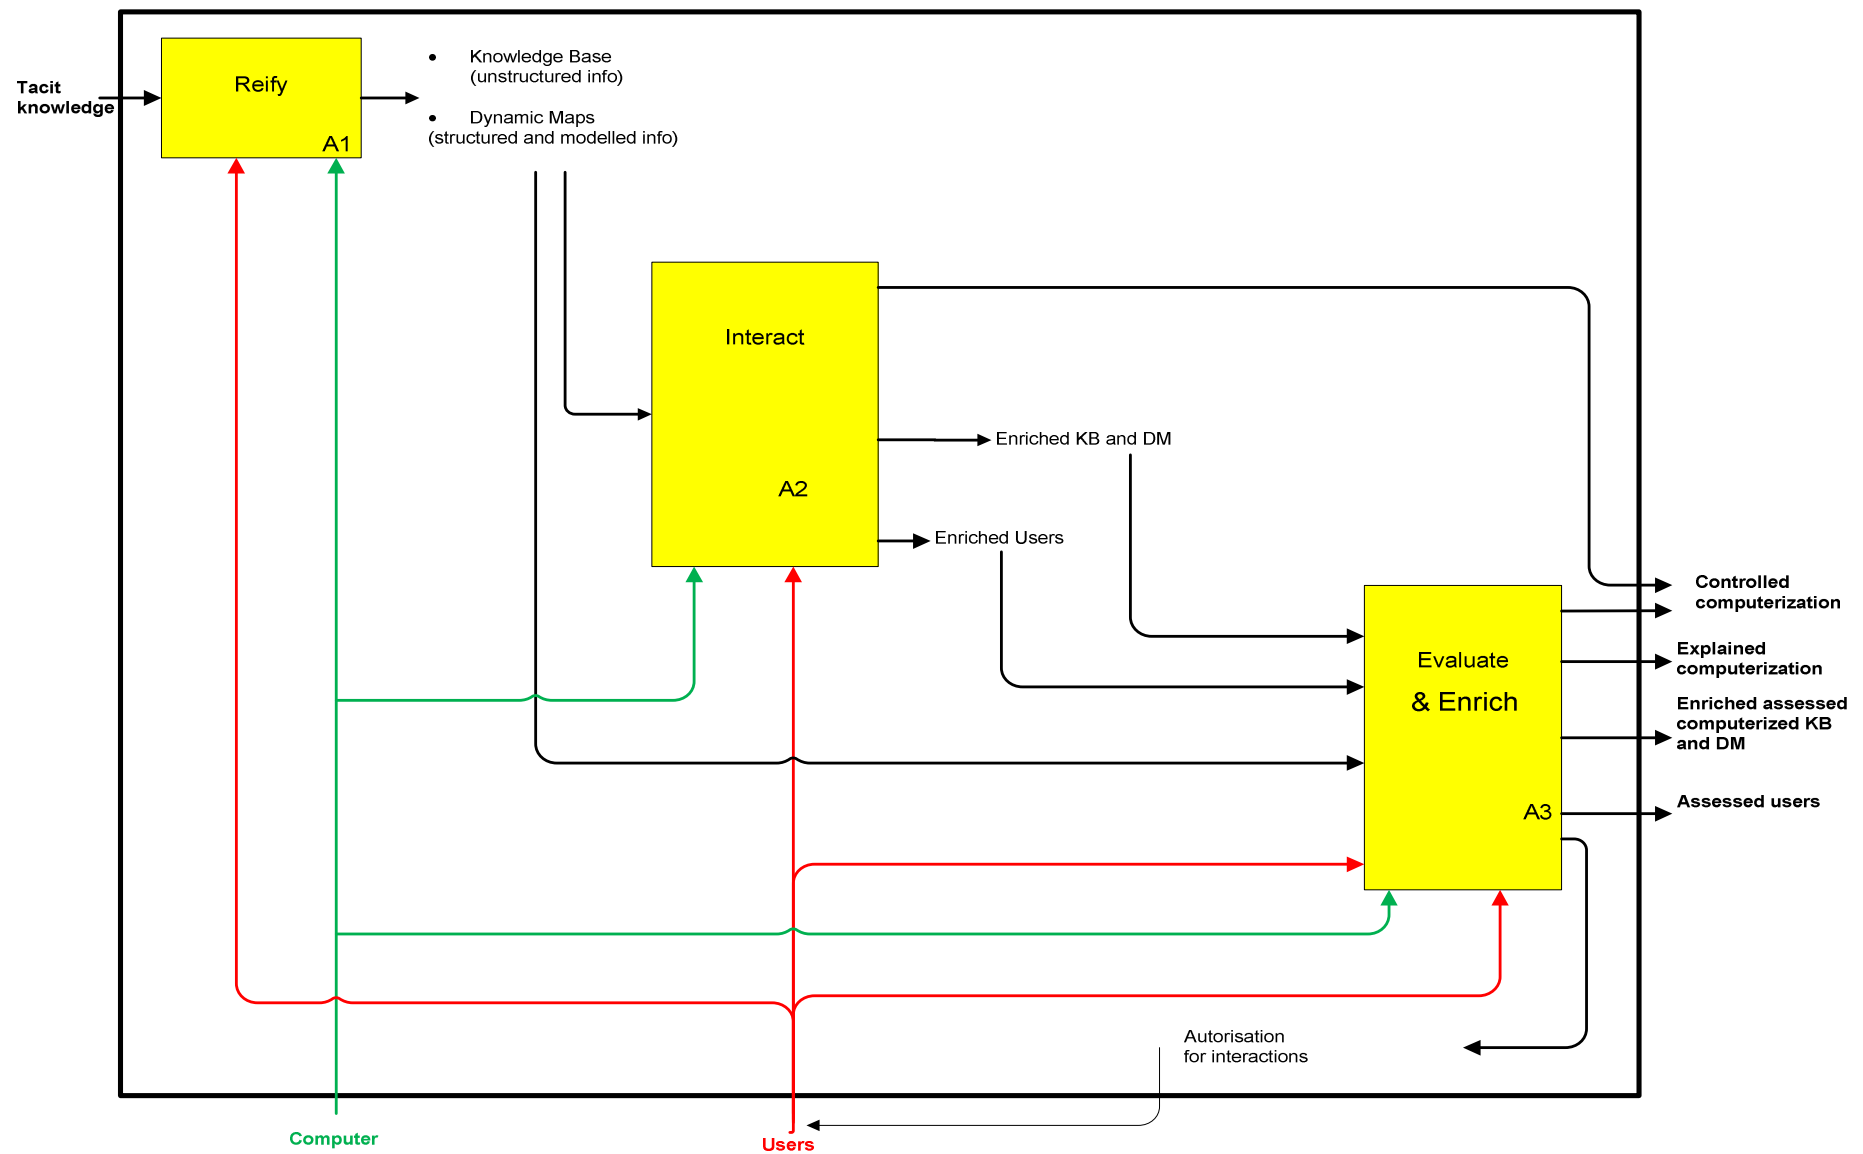 Tacit
knowledge
Reify
A1
• Knowledge Base
(unstructured info)
• Dynamic Maps
(structured and modelled info)
Interact
A2
Enriched KB and DM
Enriched Users
Evaluate
& Enrich
A3
Controlled
computerization
Explained
computerization
Enriched assessed
computerized KB
and DM
Assessed users
Autorisation
for interactions
Computer
Users